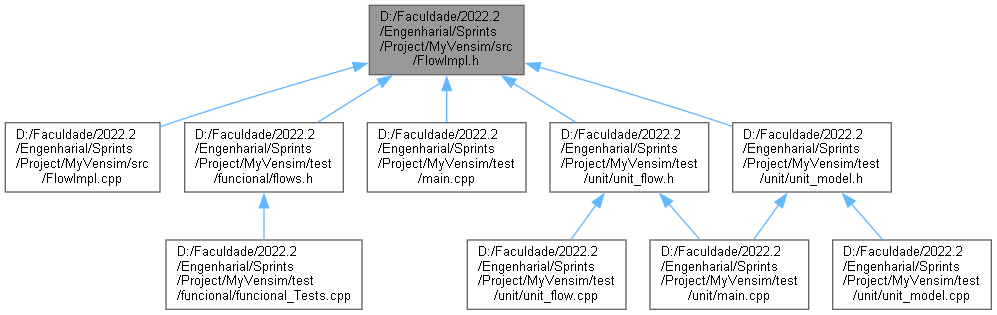 D:/Faculdade/2022.2
/Engenharial/Sprints
/Project/MyVensim/src
/FlowImpl.h
D:/Faculdade/2022.2
/Engenharial/Sprints
/Project/MyVensim/src
/FlowImpl.cpp
D:/Faculdade/2022.2
/Engenharial/Sprints
/Project/MyVensim/test
/funcional/flows.h
D:/Faculdade/2022.2
/Engenharial/Sprints
/Project/MyVensim/test
/main.cpp
D:/Faculdade/2022.2
/Engenharial/Sprints
/Project/MyVensim/test
/unit/unit_flow.h
D:/Faculdade/2022.2
/Engenharial/Sprints
/Project/MyVensim/test
/unit/unit_model.h
D:/Faculdade/2022.2
/Engenharial/Sprints
/Project/MyVensim/test
/funcional/funcional_Tests.cpp
D:/Faculdade/2022.2
/Engenharial/Sprints
/Project/MyVensim/test
/unit/unit_flow.cpp
D:/Faculdade/2022.2
/Engenharial/Sprints
/Project/MyVensim/test
/unit/main.cpp
D:/Faculdade/2022.2
/Engenharial/Sprints
/Project/MyVensim/test
/unit/unit_model.cpp